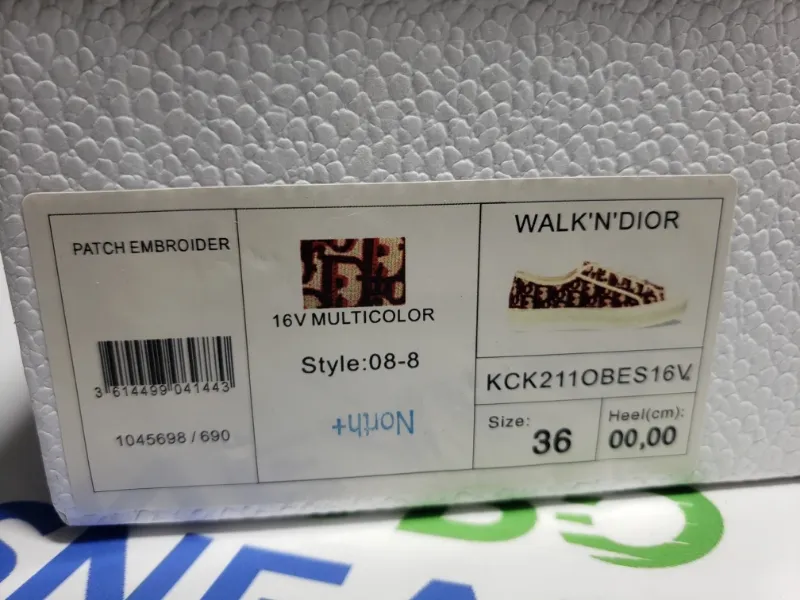 PATCH EMBROIDER
3 614499 041443
1045698 / 690
16V MULTICOLOR
Style:08-8
North+
WALK'N'DIOR
KCK211OBES16V
Size:
36
Heel(cm):
00,00